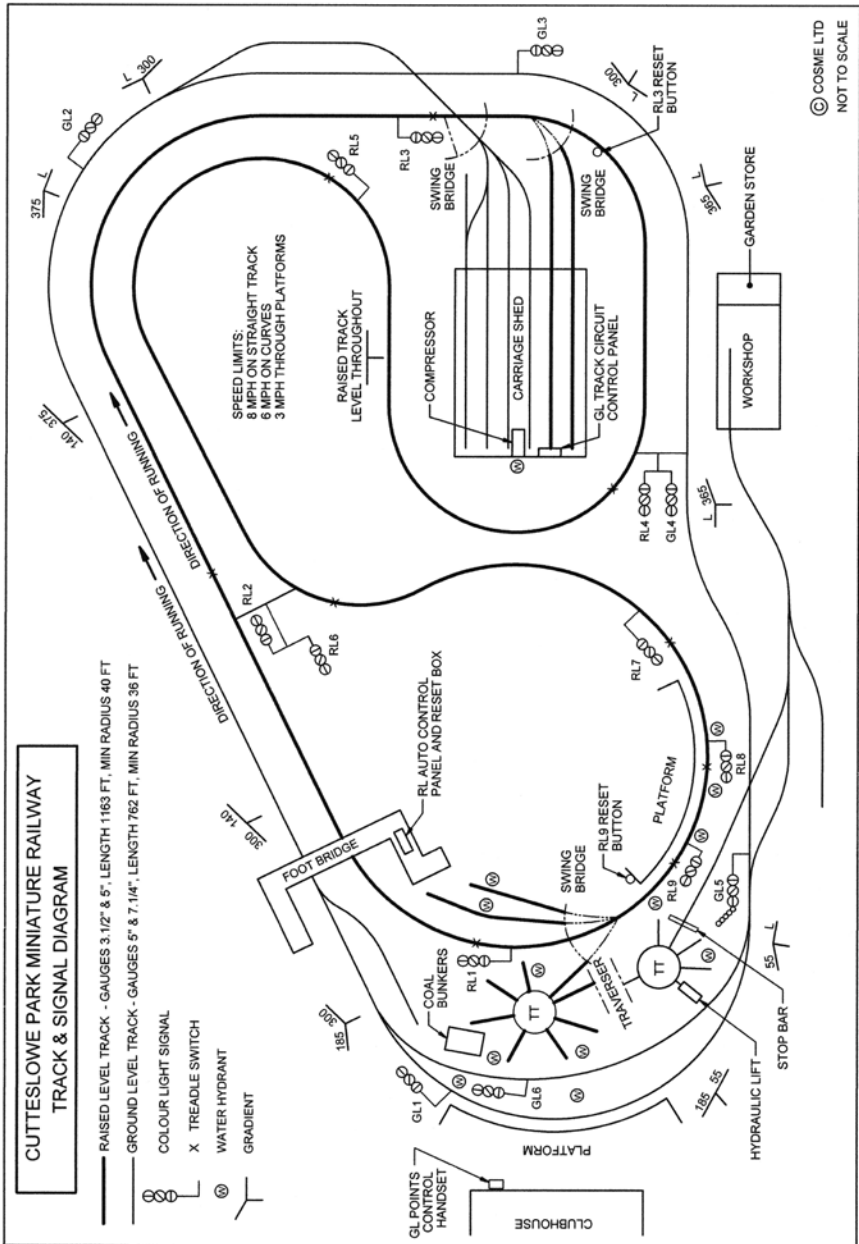 CUTTESLOWE PARK MINIATURE RAILWAY
TRACK & SIGNAL DIAGRAM
RAISED LEVEL TRACK - GAUGES 3.1/2" & 5", LENGTH 1163 FT, MIN RADIUS 40 FT
GROUND LEVEL TRACK - GAUGES 5" & 7.1/4", LENGTH 762 FT, MIN RADIUS 36 FT
COLOUR LIGHT SIGNAL
X TREADLE SWITCH
W WATER HYDRANT
GRADIENT
DIRECTION OF RUNNING
DIRECTION OF RUNNING
140
375
375
L
GL2
L
300
GL3
300
L
SPEED LIMITS:
8 MPH ON STRAIGHT TRACK
6 MPH ON CURVES
3 MPH THROUGH PLATFORMS
RAISED TRACK
LEVEL THROUGHOUT
RL5
RL3
SWING
BRIDGE
SWING
BRIDGE
RL3 RESET
BUTTON
COMPRESSOR
W
CARRIAGE SHED
GL TRACK CIRCUIT
CONTROL PANEL
RL2
RL6
300
140
FOOT BRIDGE
RL AUTO CONTROL
PANEL AND RESET BOX
W
W
185
300
COAL
BUNKERS
RL1
GL1
W
W
GL6
W
W
TT
W
W
SWING
BRIDGE
TRAVERSER
TT
W
W
RL9 RESET
BUTTON
PLATFORM
RL7
W
RL8
W
W
RL9
GL5
RL4
GL4
L
365
365
L
WORKSHOP
GARDEN STORE
55
L
185
55
STOP BAR
HYDRAULIC LIFT
PLATFORM
GL POINTS
CONTROL
HANDSET
CLUBHOUSE
© COSME LTD
NOT TO SCALE